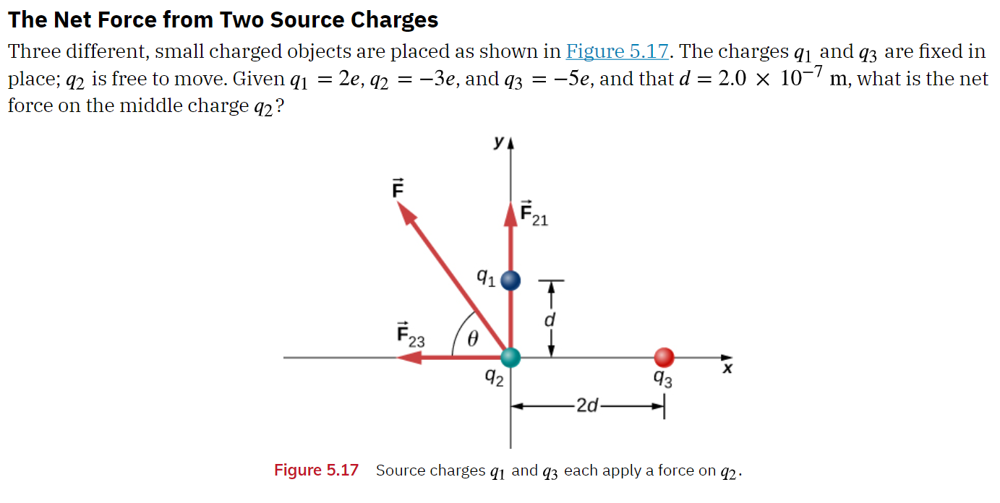 The Net Force from Two Source Charges
Three different, small charged objects are placed as shown in Figure 5.17. The charges q₁ and q₃ are fixed in
place; q₂ is free to move. Given q₁ = 2e, q₂ = −3e, and q₃ = −5e, and that d = 2.0 × 10⁻⁷ m, what is the net
force on the middle charge q₂?
y
F⃗
F⃗₂₁
q₁
d
F⃗₂₃
θ
x
q₂
q₃
2d
Figure 5.17 Source charges q₁ and q₃ each apply a force on q₂.